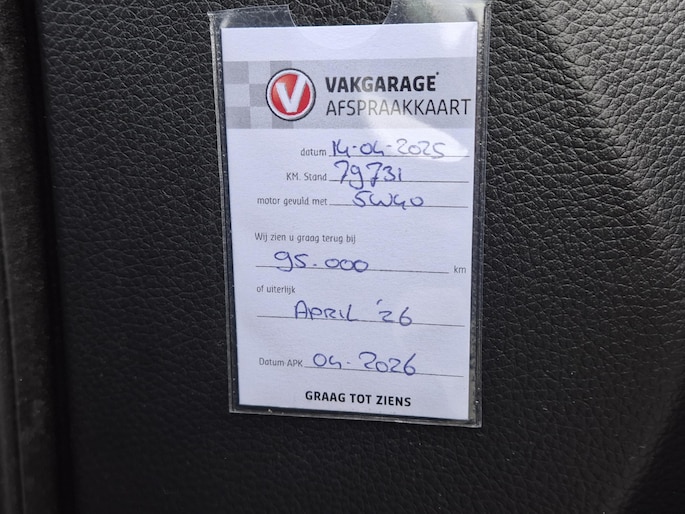 V VAKGARAGE®
AFSPRAAKKAART
datum 14-04-2025
KM. Stand 79731
motor gevuld met 5W40
Wij zien u graag terug bij
95.000 km
of uiterlijk
APRIL '26
Datum APK 04-2026
GRAAG TOT ZIENS